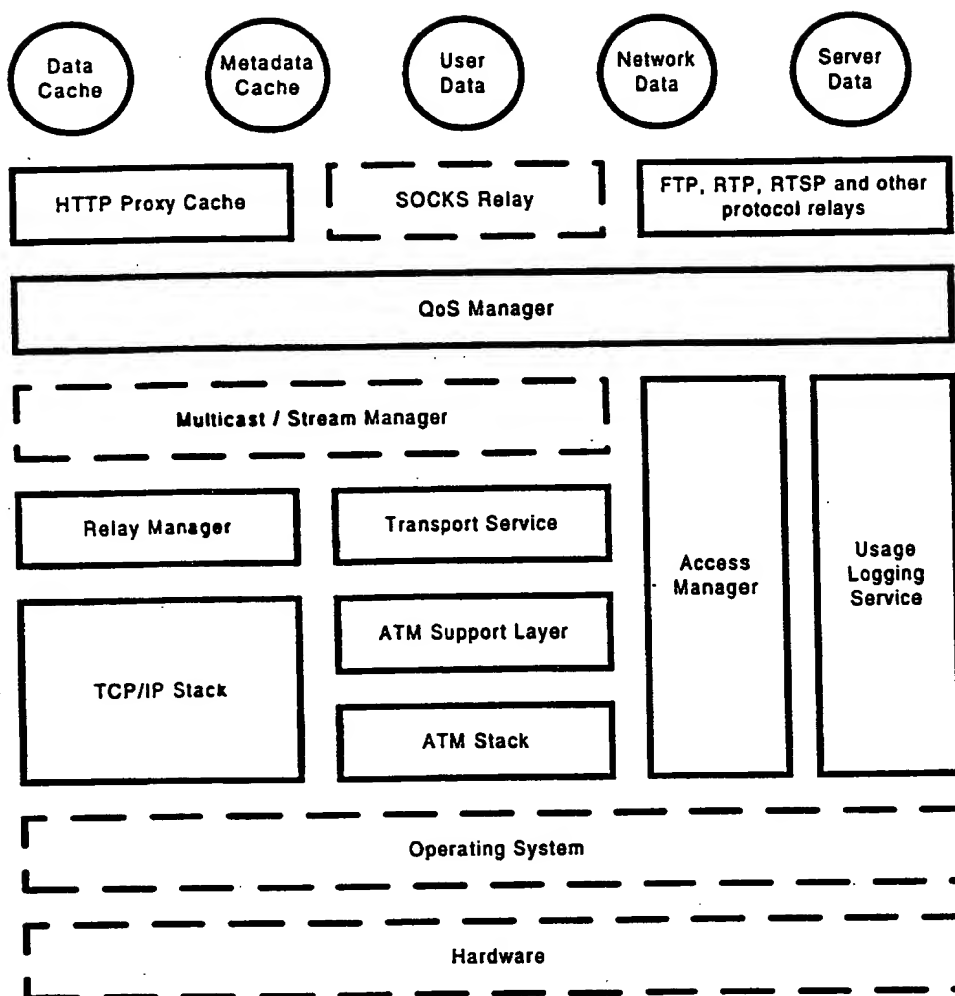 Data
Cache
Metadata
Cache
User
Data
Network
Data
Server
Data
HTTP Proxy Cache
SOCKS Relay
FTP, RTP, RTSP and other
protocol relays
QoS Manager
Multicast / Stream Manager
Relay Manager
Transport Service
Access
Manager
Usage
Logging
Service
ATM Support Layer
TCP/IP Stack
ATM Stack
Operating System
Hardware